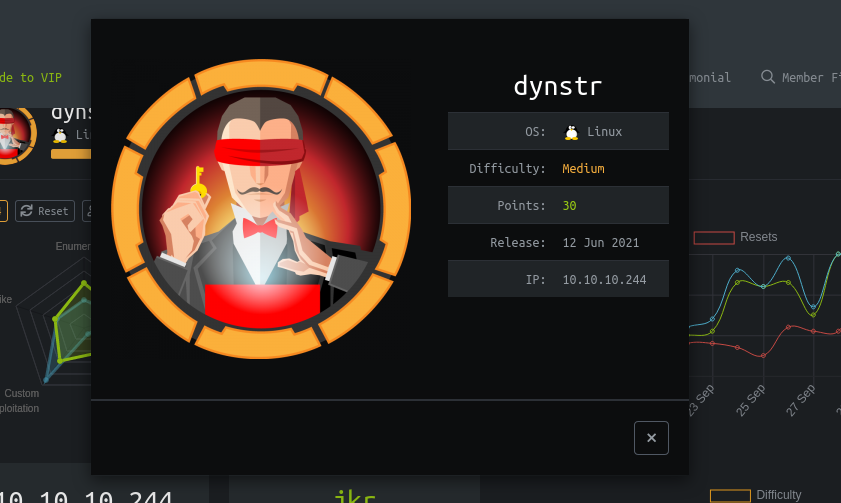 de to VIP
monial
Member Fi
dynstr
OS: Linux
Difficulty: Medium
Points: 30
Release: 12 Jun 2021
IP: 10.10.10.244
×
dyns
Li
Reset
Enumer
ike
Custom
ploitation
Resets
23 Sep
25 Sep
27 Sep
10.10.10.244
jkr
Difficulty